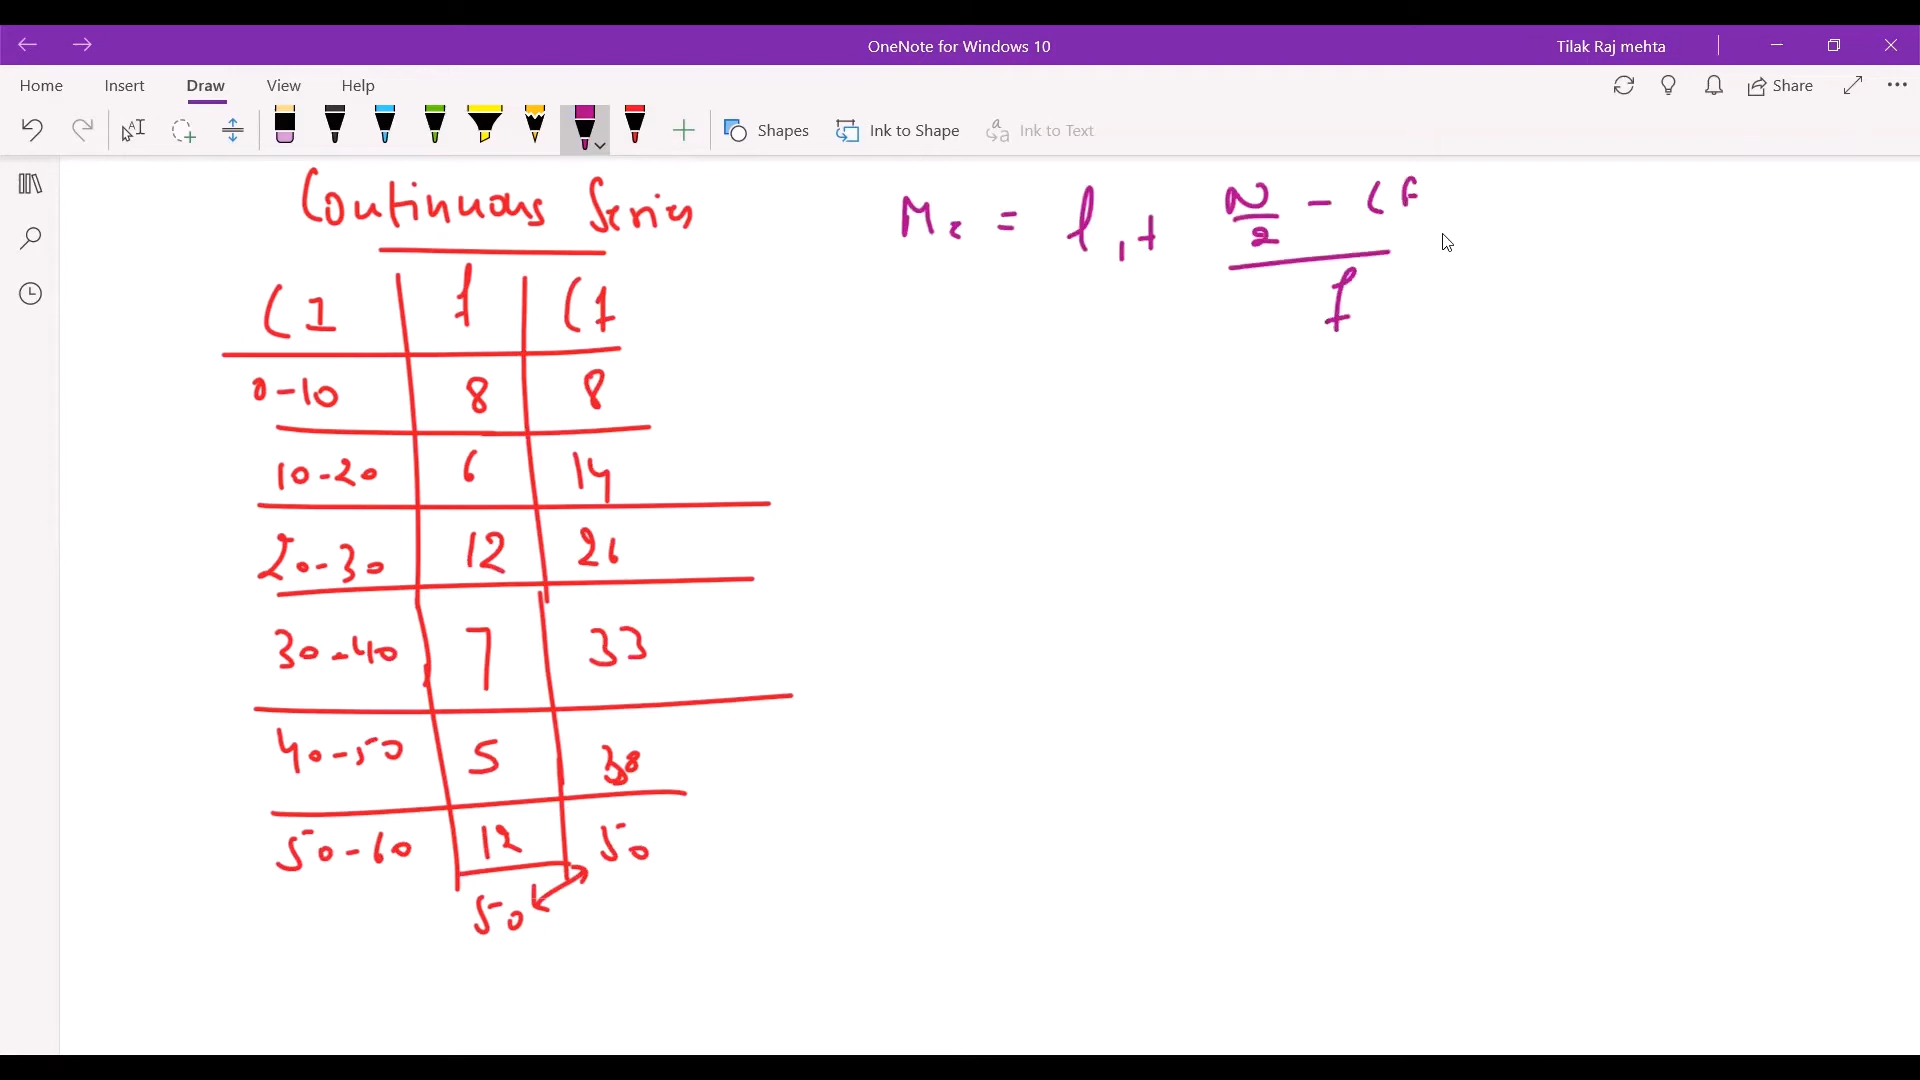 OneNote for Windows 10
Tilak Raj mehta
Home Insert Draw View Help
Share
Shapes Ink to Shape Ink to Text
Continuous Series
CI f Cf
0-10 8 8
10-20 6 14
20-30 12 26
30-40 7 33
40-50 5 38
50-60 12 50
50
Mz = l₁ + N/2 - CF
f